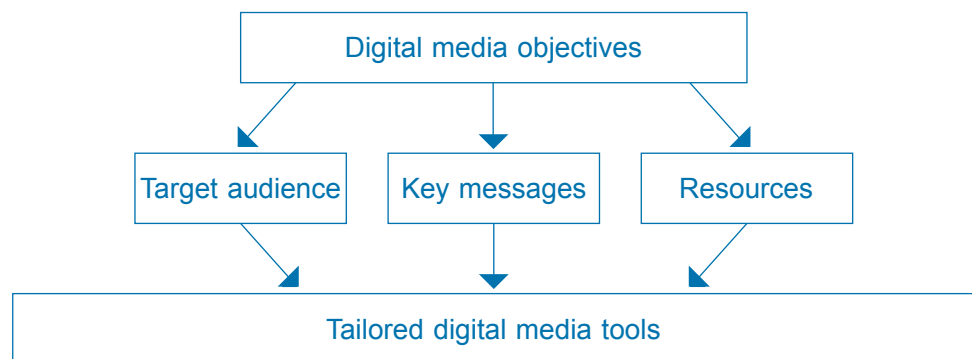 Digital media objectives
Target audience
Key messages
Resources
Tailored digital media tools